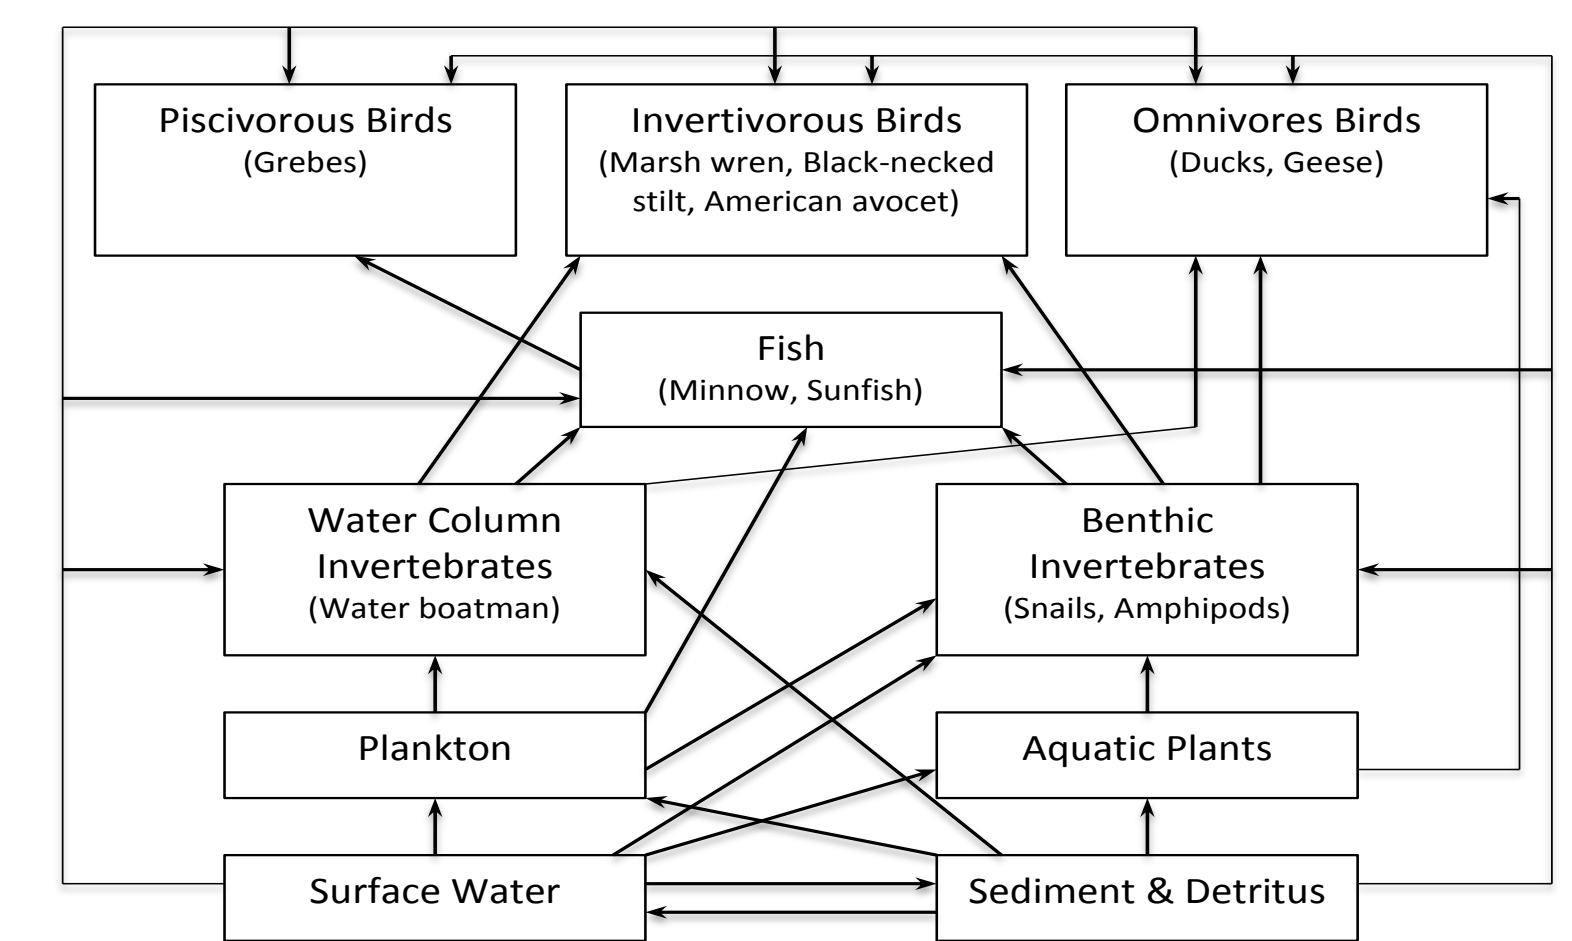 Piscivorous Birds
(Grebes)
Invertivorous Birds
(Marsh wren, Black-necked
stilt, American avocet)
Omnivores Birds
(Ducks, Geese)
Fish
(Minnow, Sunfish)
Water Column
Invertebrates
(Water boatman)
Benthic
Invertebrates
(Snails, Amphipods)
Plankton
Aquatic Plants
Surface Water
Sediment & Detritus